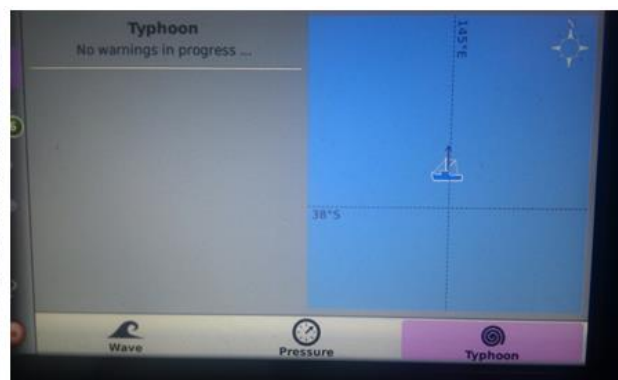 Typhoon
No warnings in progress ...
145°E
38°S
Wave
Pressure
Typhoon